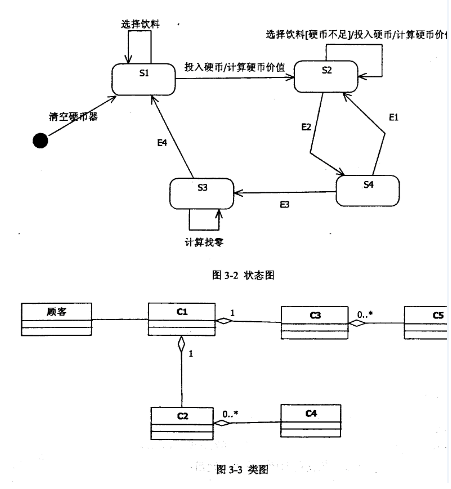 选择饮料
选择饮料[硬币不足]/投入硬币/计算硬币价
S1
投入硬币/计算硬币价值
S2
清空硬币器
E4
E2
E1
S3
S4
E3
计算找零
图 3-2 状态图
顾客
C1
1
C3
0..*
C5
1
C2
0..*
C4
图 3-3 类图